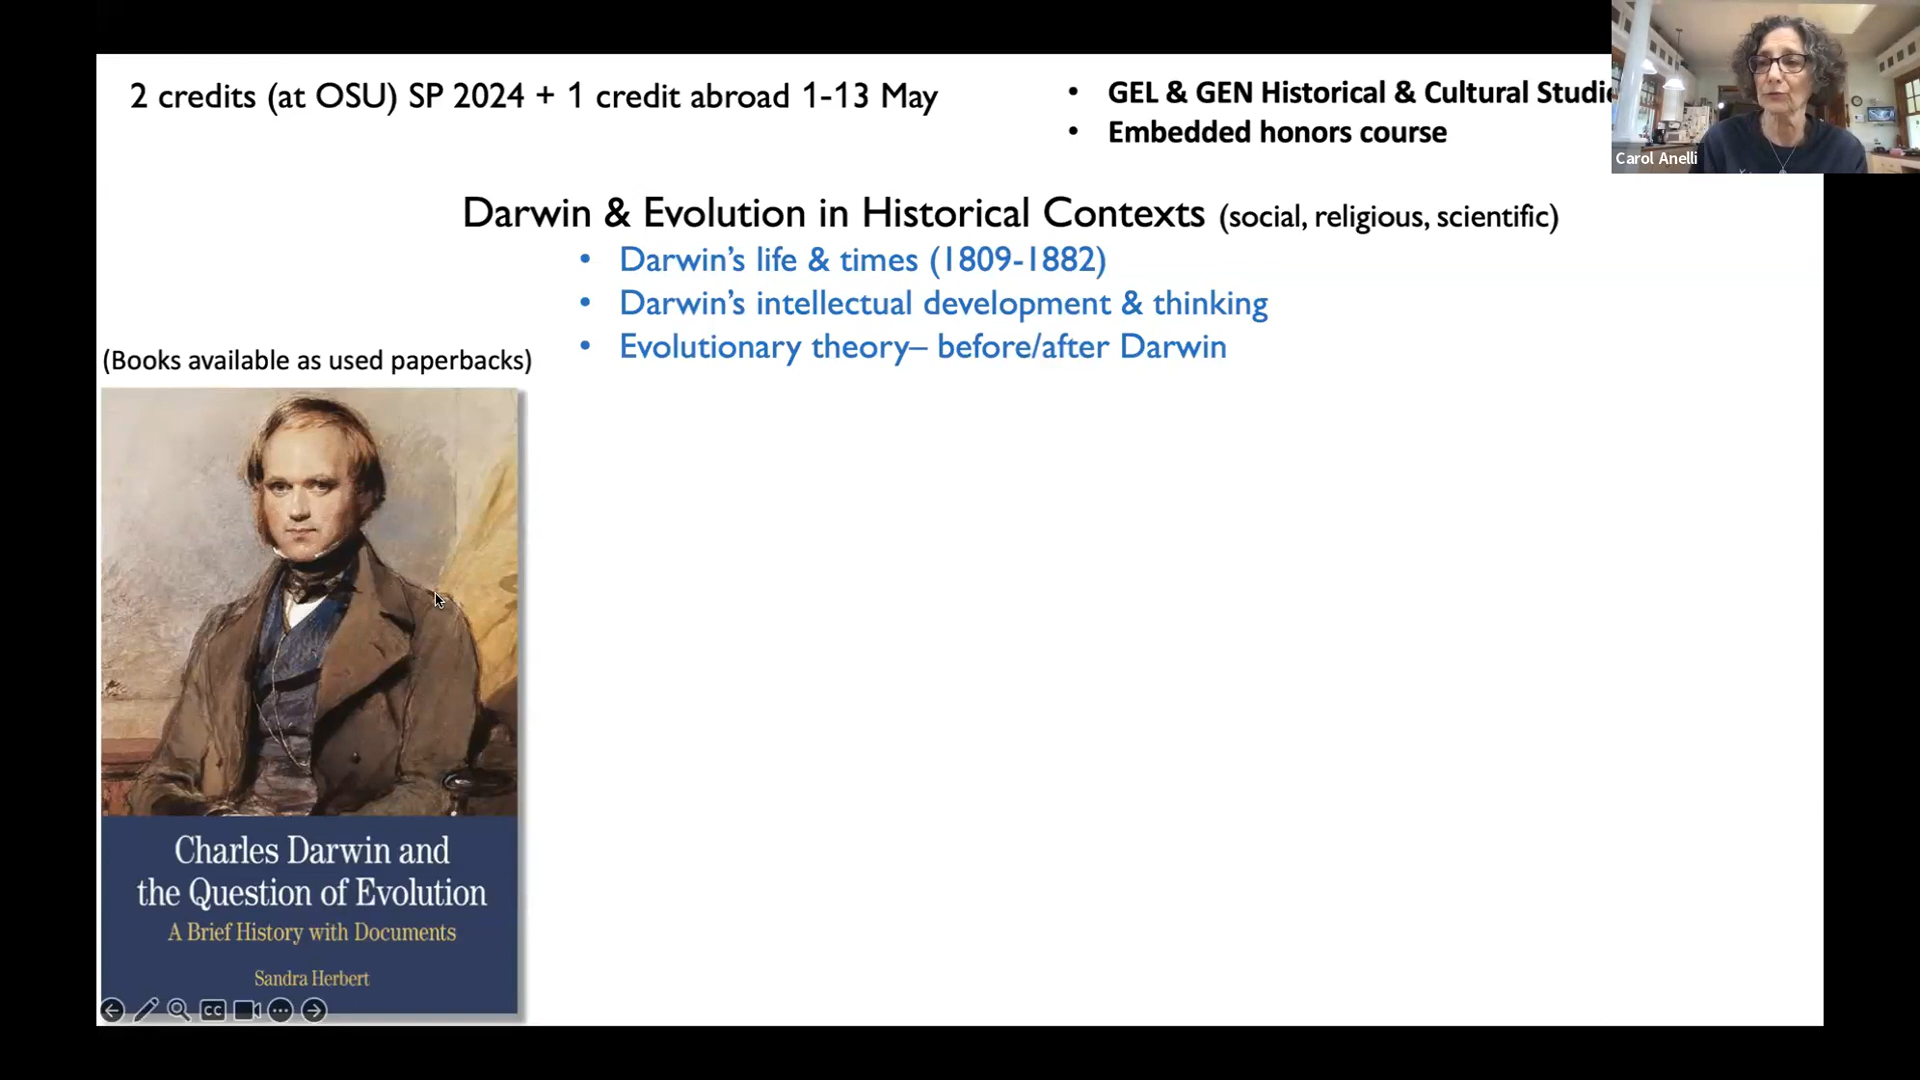 2 credits (at OSU) SP 2024 + 1 credit abroad 1-13 May
• GEL & GEN Historical & Cultural
• Embedded honors course
Carol Anelli
Darwin & Evolution in Historical Contexts (social, religious, scientific)
• Darwin's life & times (1809-1882)
• Darwin's intellectual development & thinking
• Evolutionary theory– before/after Darwin
(Books available as used paperbacks)
Charles Darwin and
the Question of Evolution
A Brief History with Documents
Sandra Herbert
CC